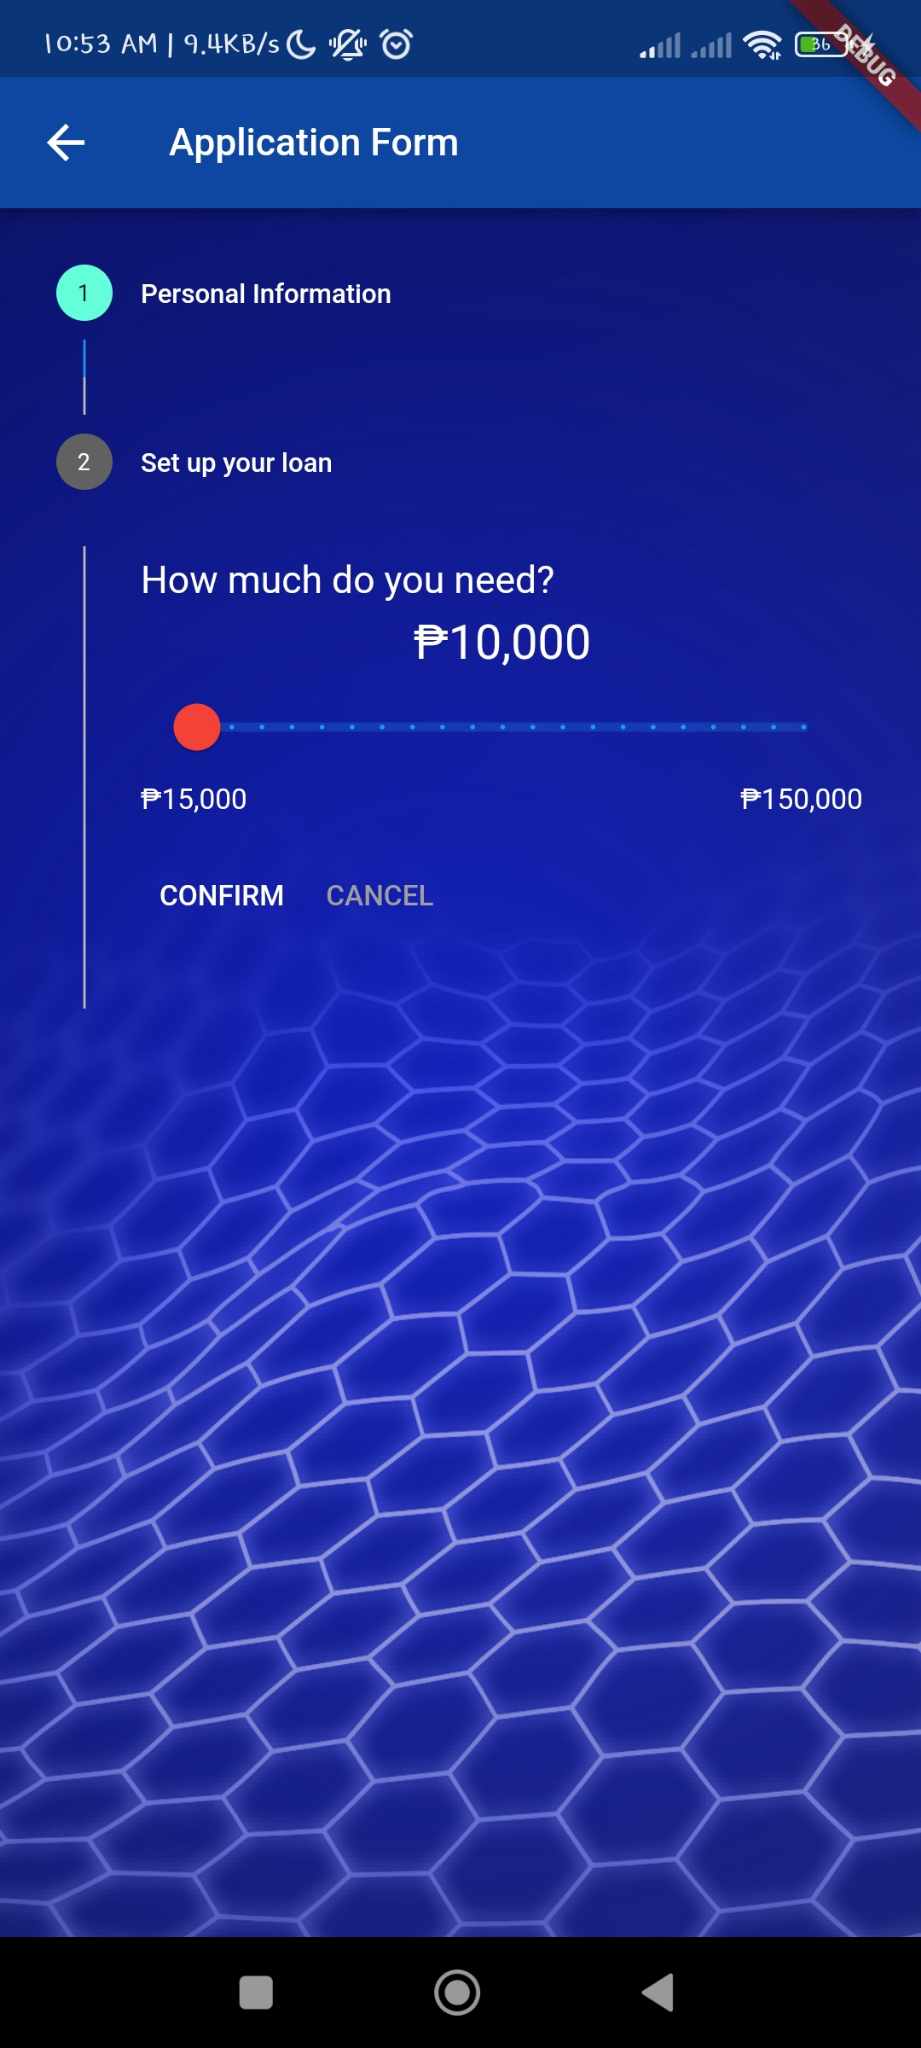 10:53 AM | 9.4KB/s
36
DEBUG
Application Form
1
Personal Information
2
Set up your loan
How much do you need?
₱10,000
₱15,000
₱150,000
CONFIRM
CANCEL